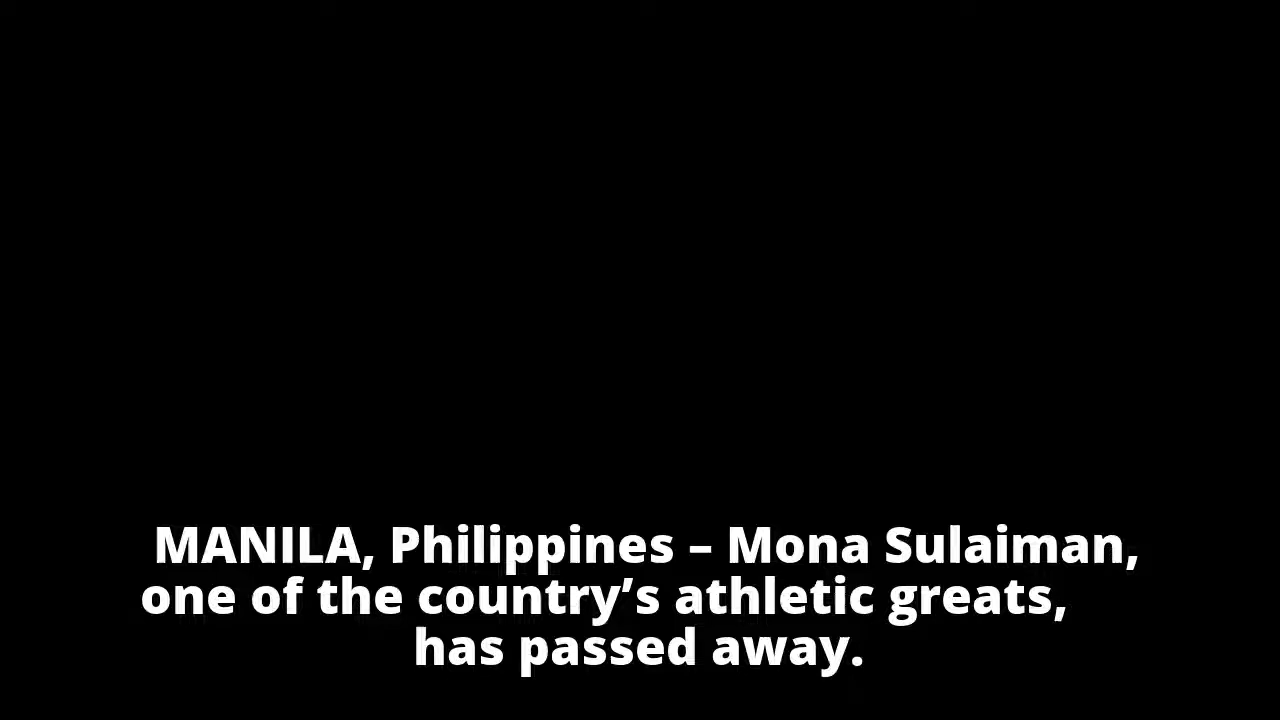 MANILA, Philippines – Mona Sulaiman,
one of the country’s athletic greats,
has passed away.